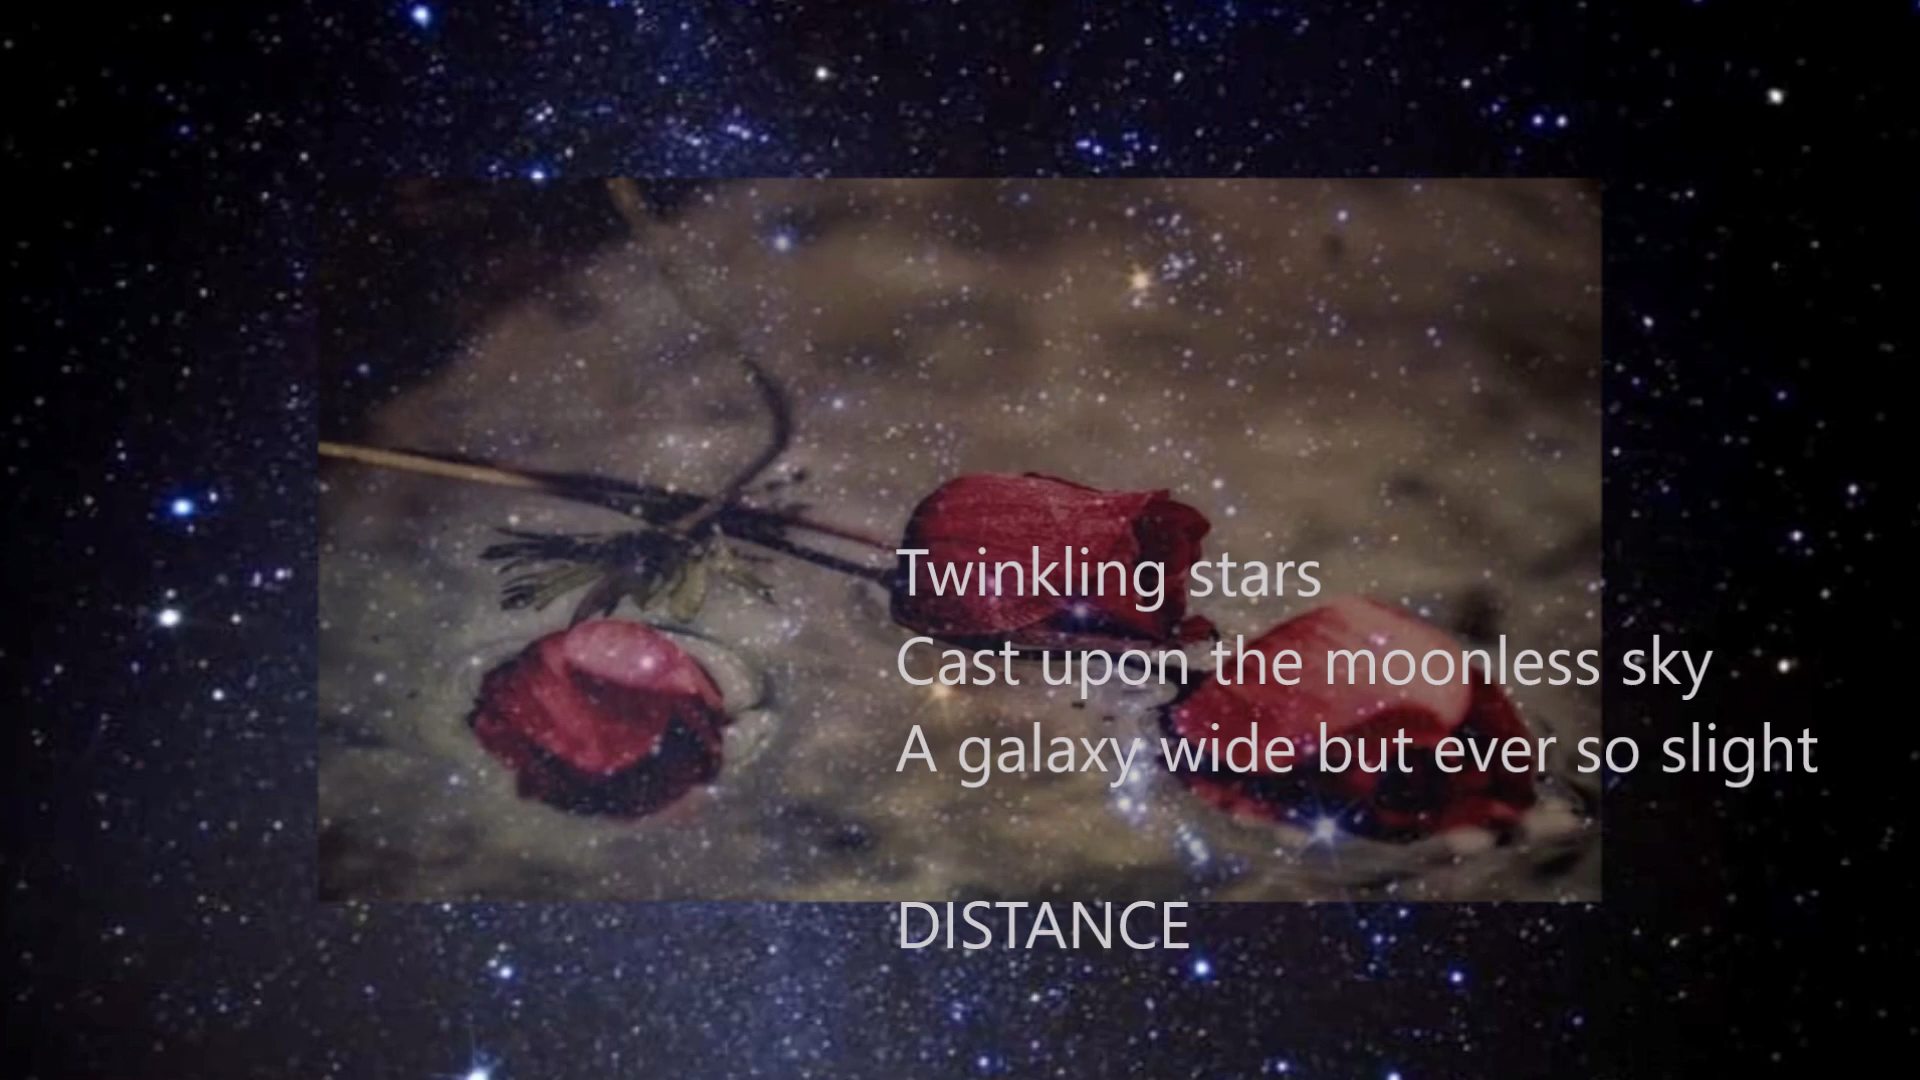 Twinkling stars
Cast upon the moonless sky
A galaxy wide but ever so slight
DISTANCE